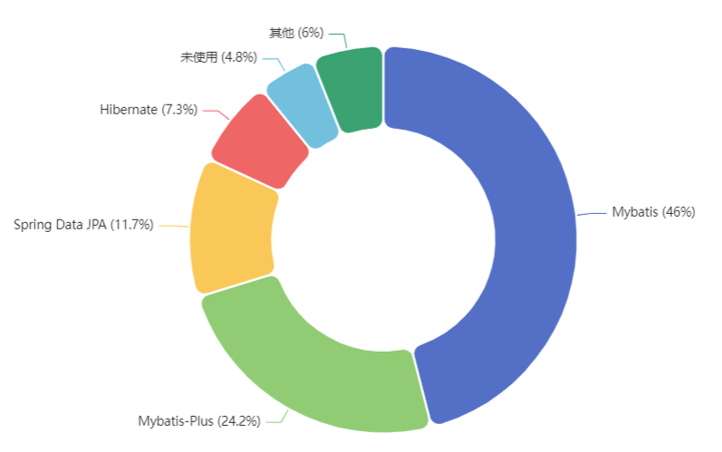 其他 (6%)
未使用 (4.8%)
Hibernate (7.3%)
Spring Data JPA (11.7%)
Mybatis (46%)
Mybatis-Plus (24.2%)